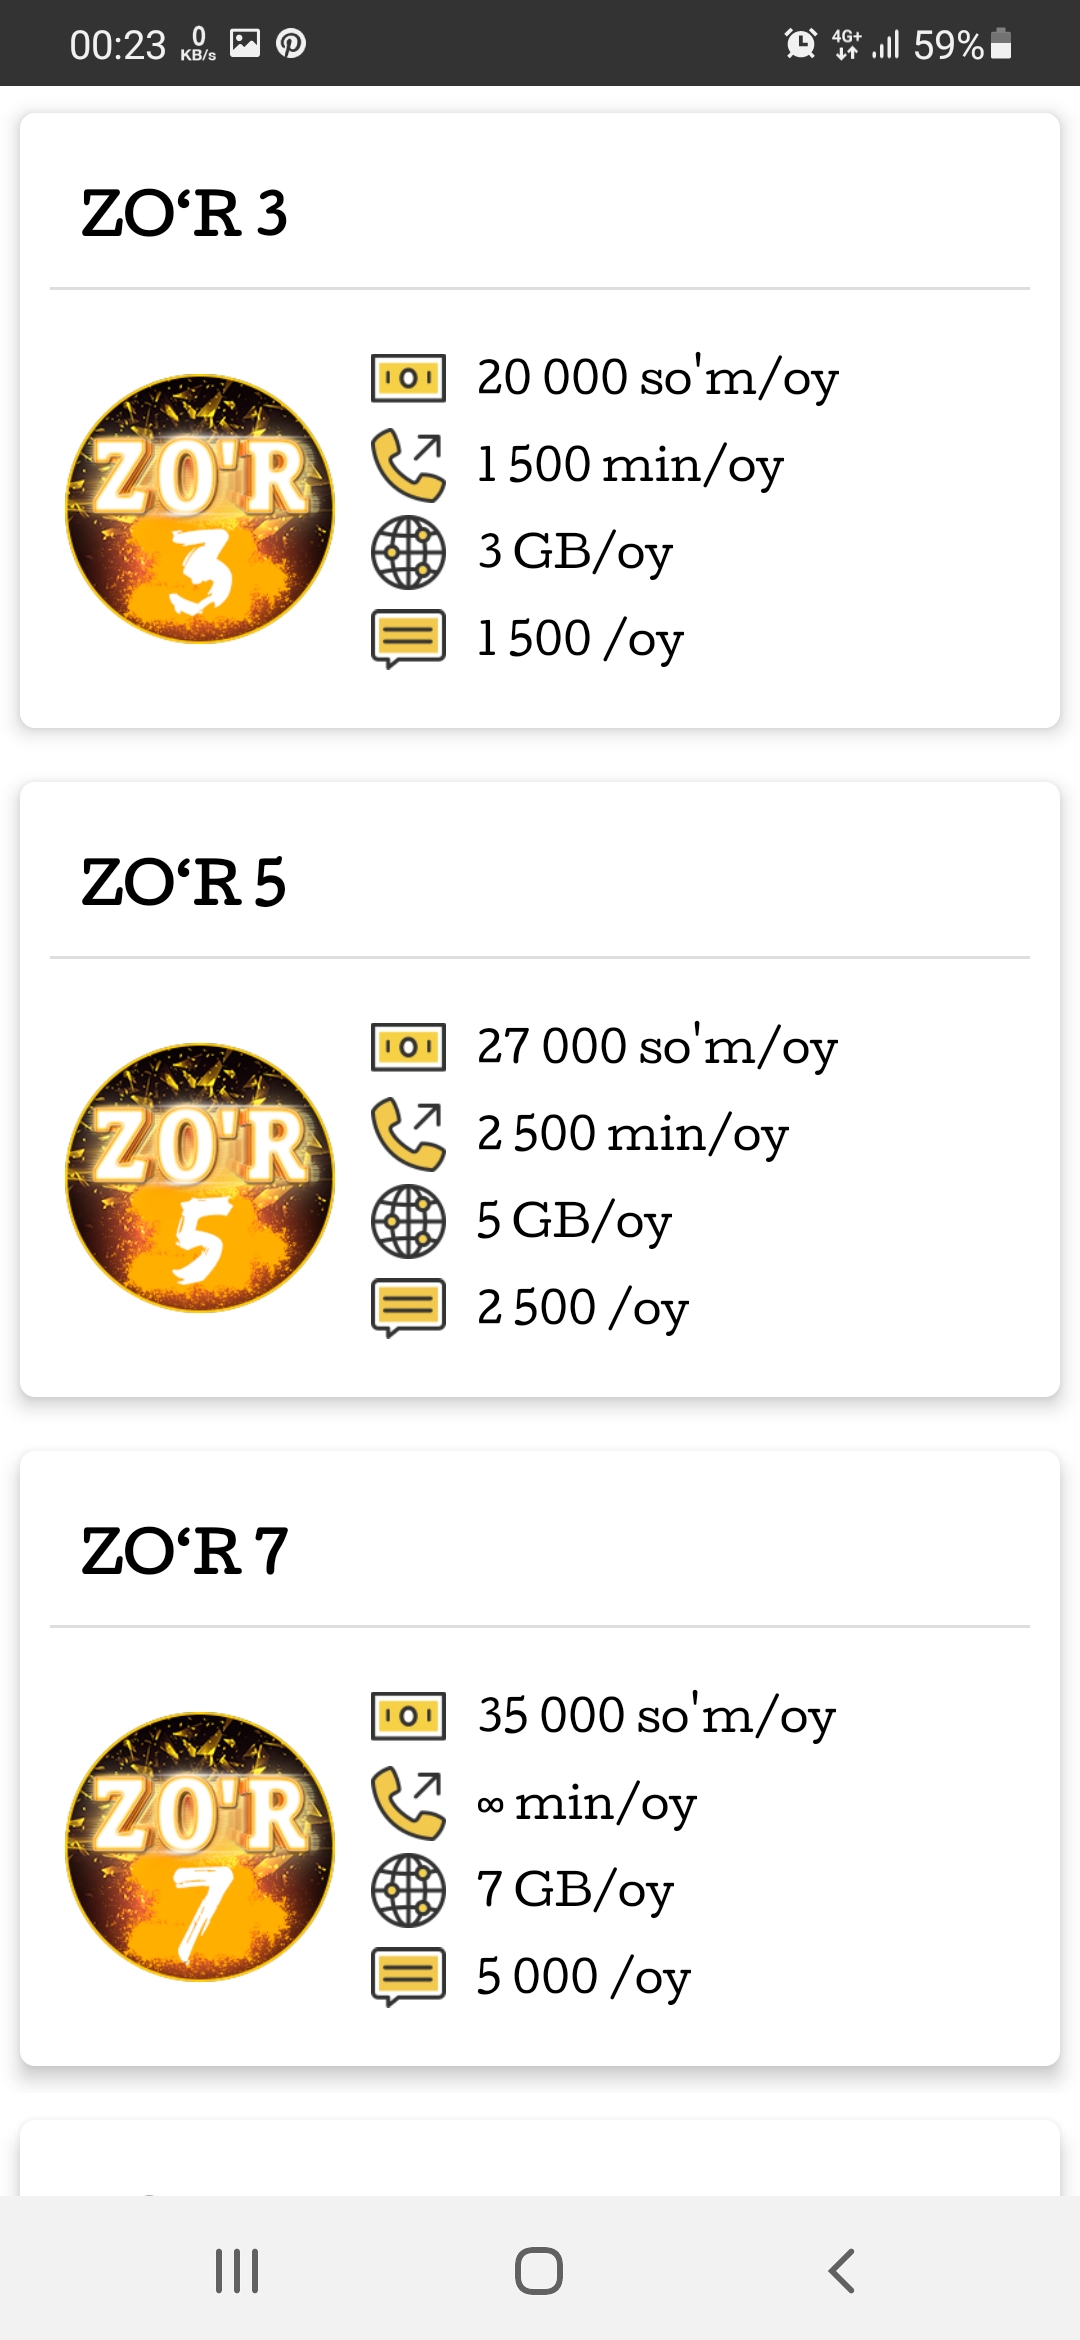 00:23 0 KB/s 4G+ 59%
ZO‘R 3
ZO'R
3
20 000 so'm/oy
1 500 min/oy
3 GB/oy
1 500 /oy
ZO‘R 5
ZO'R
5
27 000 so'm/oy
2 500 min/oy
5 GB/oy
2 500 /oy
ZO‘R 7
ZO'R
7
35 000 so'm/oy
∞ min/oy
7 GB/oy
5 000 /oy